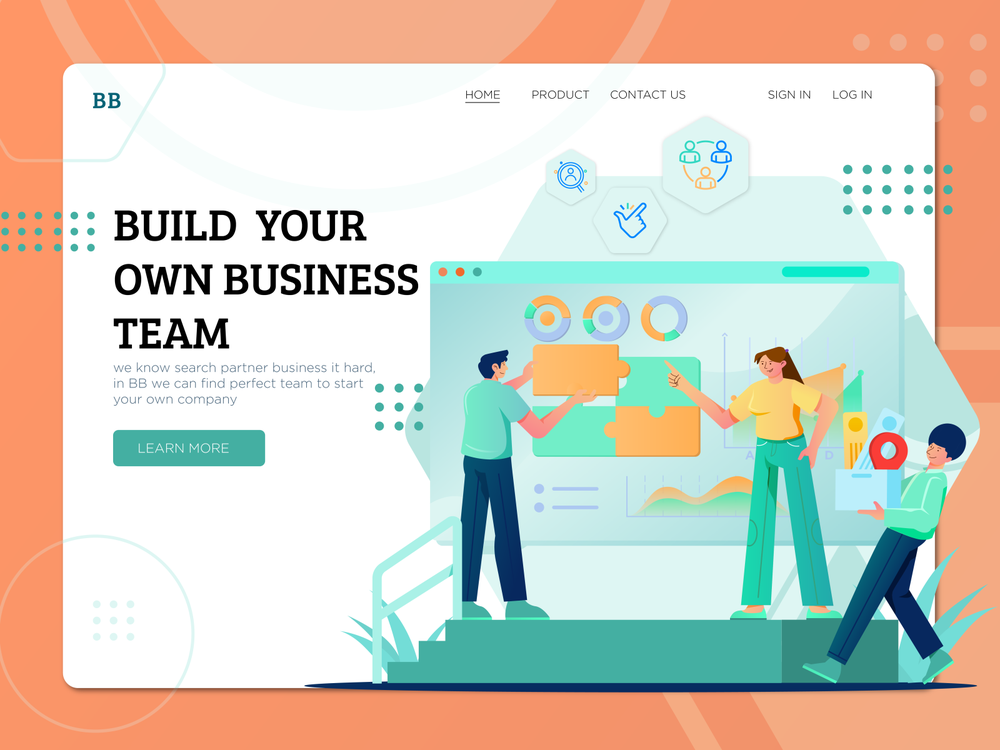 BB
HOME PRODUCT CONTACT US SIGN IN LOG IN
BUILD YOUR
OWN BUSINESS
TEAM
we know search partner business it hard,
in BB we can find perfect team to start
your own company
LEARN MORE
A D